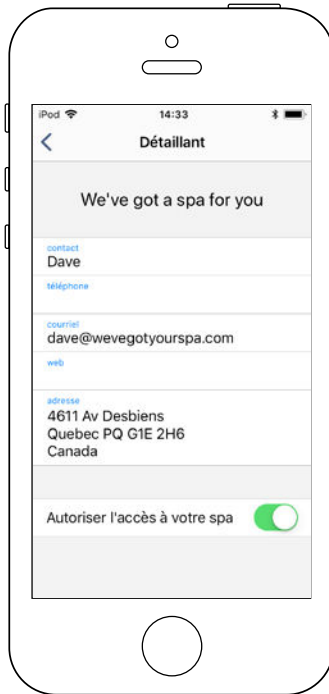 iPod 14:33
Détaillant
We've got a spa for you
contact
Dave
téléphone
courriel
dave@wevegotyourspa.com
web
adresse
4611 Av Desbiens
Quebec PQ G1E 2H6
Canada
Autoriser l'accès à votre spa